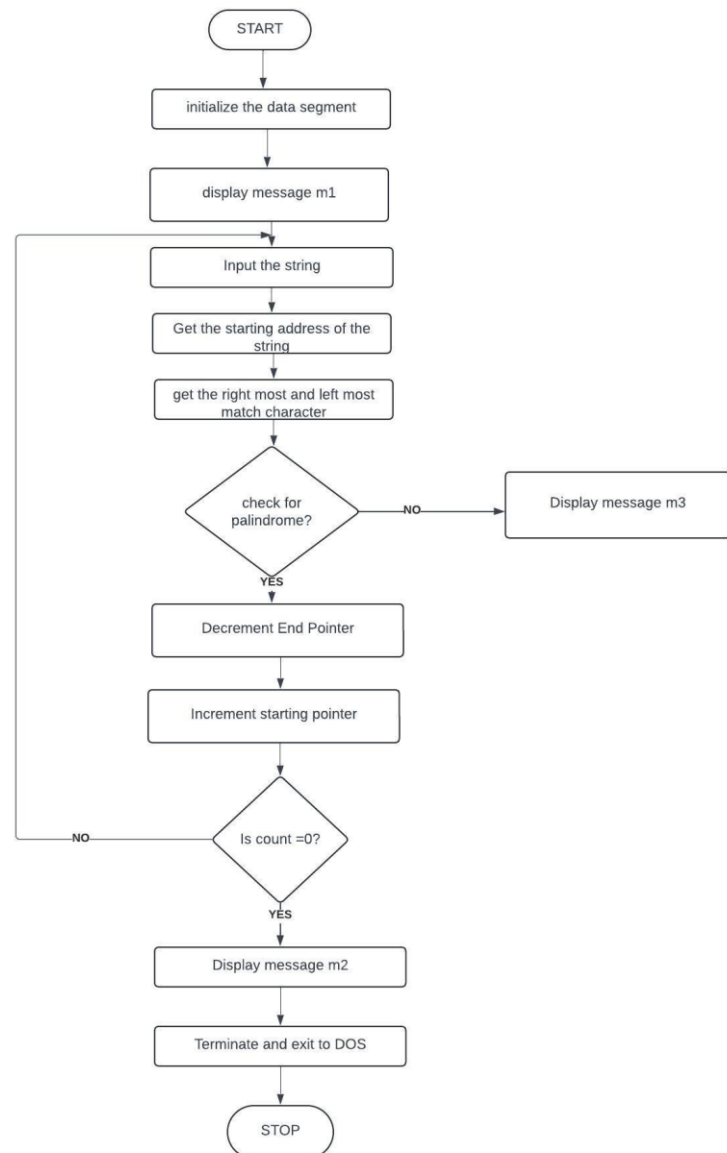 START
initialize the data segment
display message m1
Input the string
Get the starting address of the
string
get the right most and left most
match character
check for
palindrome?
NO
Display message m3
YES
Decrement End Pointer
Increment starting pointer
Is count =0?
NO
YES
Display message m2
Terminate and exit to DOS
STOP